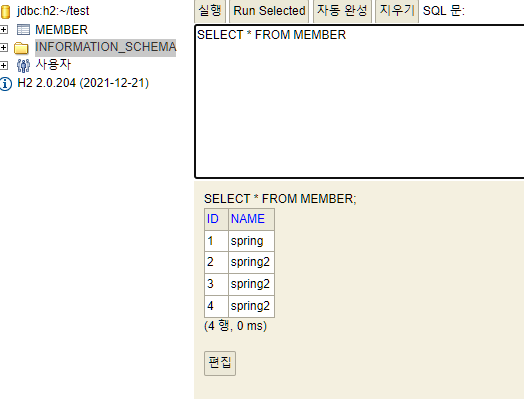 jdbc:h2:~/test
MEMBER
INFORMATION_SCHEMA
사용자
H2 2.0.204 (2021-12-21)
실행 Run Selected 자동 완성 지우기 SQL 문:
SELECT * FROM MEMBER
SELECT * FROM MEMBER;
ID NAME
1 spring
2 spring2
3 spring2
4 spring2
(4 행, 0 ms)
편집